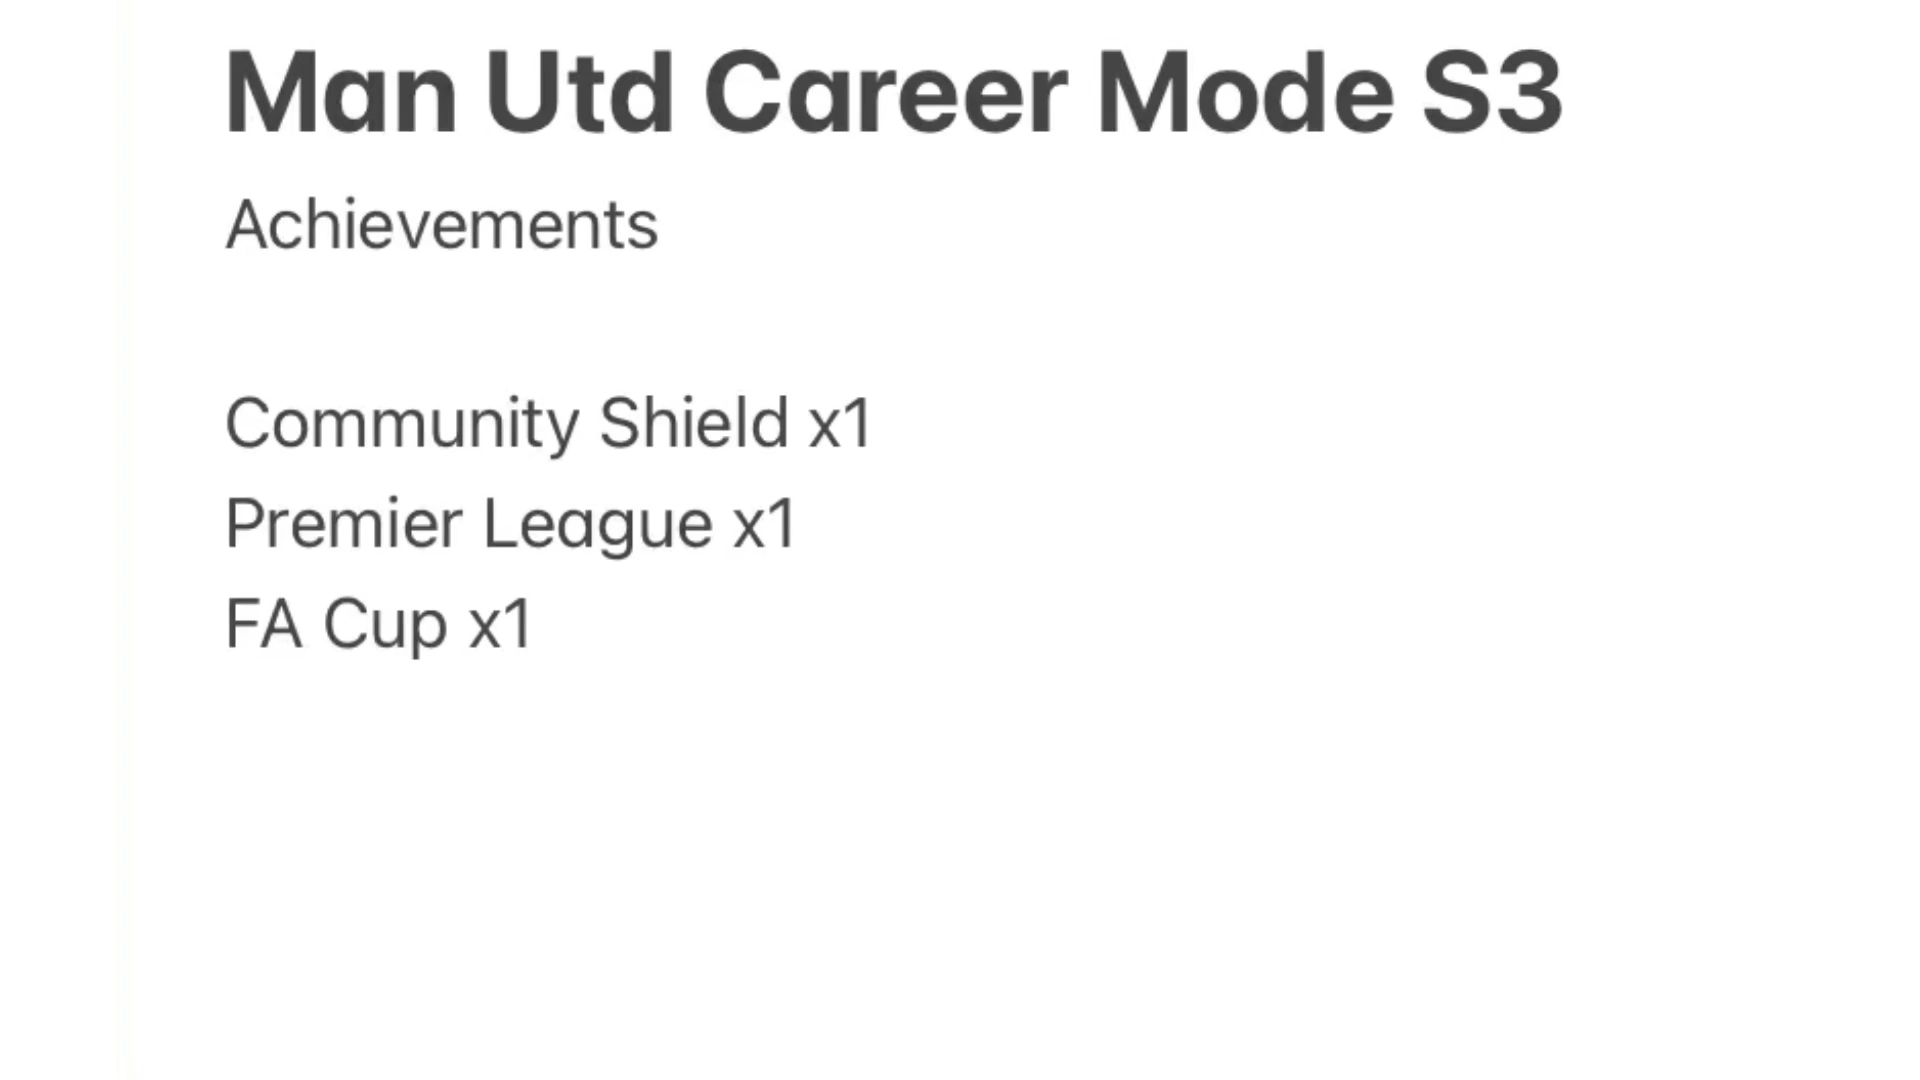 Man Utd Career Mode S3
Achievements
Community Shield x1
Premier League x1
FA Cup x1